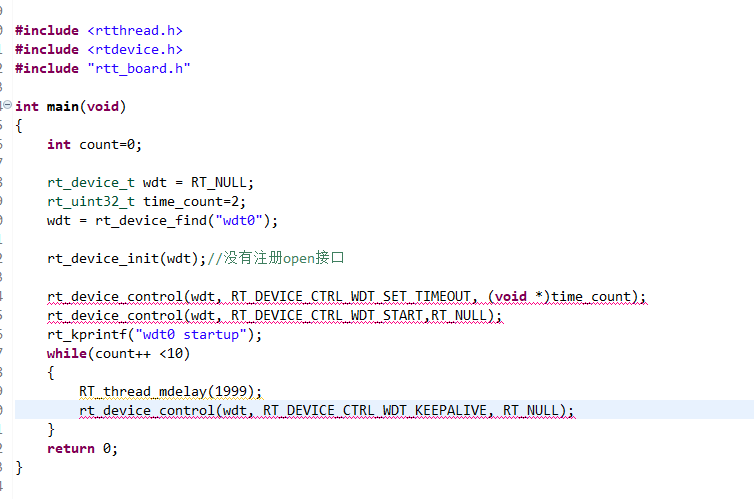 #include <rtthread.h>
#include <rtdevice.h>
#include "rtt_board.h"
int main(void)
{
int count=0;
rt_device_t wdt = RT_NULL;
rt_uint32_t time_count=2;
wdt = rt_device_find("wdt0");
rt_device_init(wdt);//没有注册open接口
rt_device_control(wdt, RT_DEVICE_CTRL_WDT_SET_TIMEOUT, (void *)time_count);
rt_device_control(wdt, RT_DEVICE_CTRL_WDT_START,RT_NULL);
rt_kprintf("wdt0 startup");
while(count++ <10)
{
RT_thread_mdelay(1999);
rt_device_control(wdt, RT_DEVICE_CTRL_WDT_KEEPALIVE, RT_NULL);
}
return 0;
}